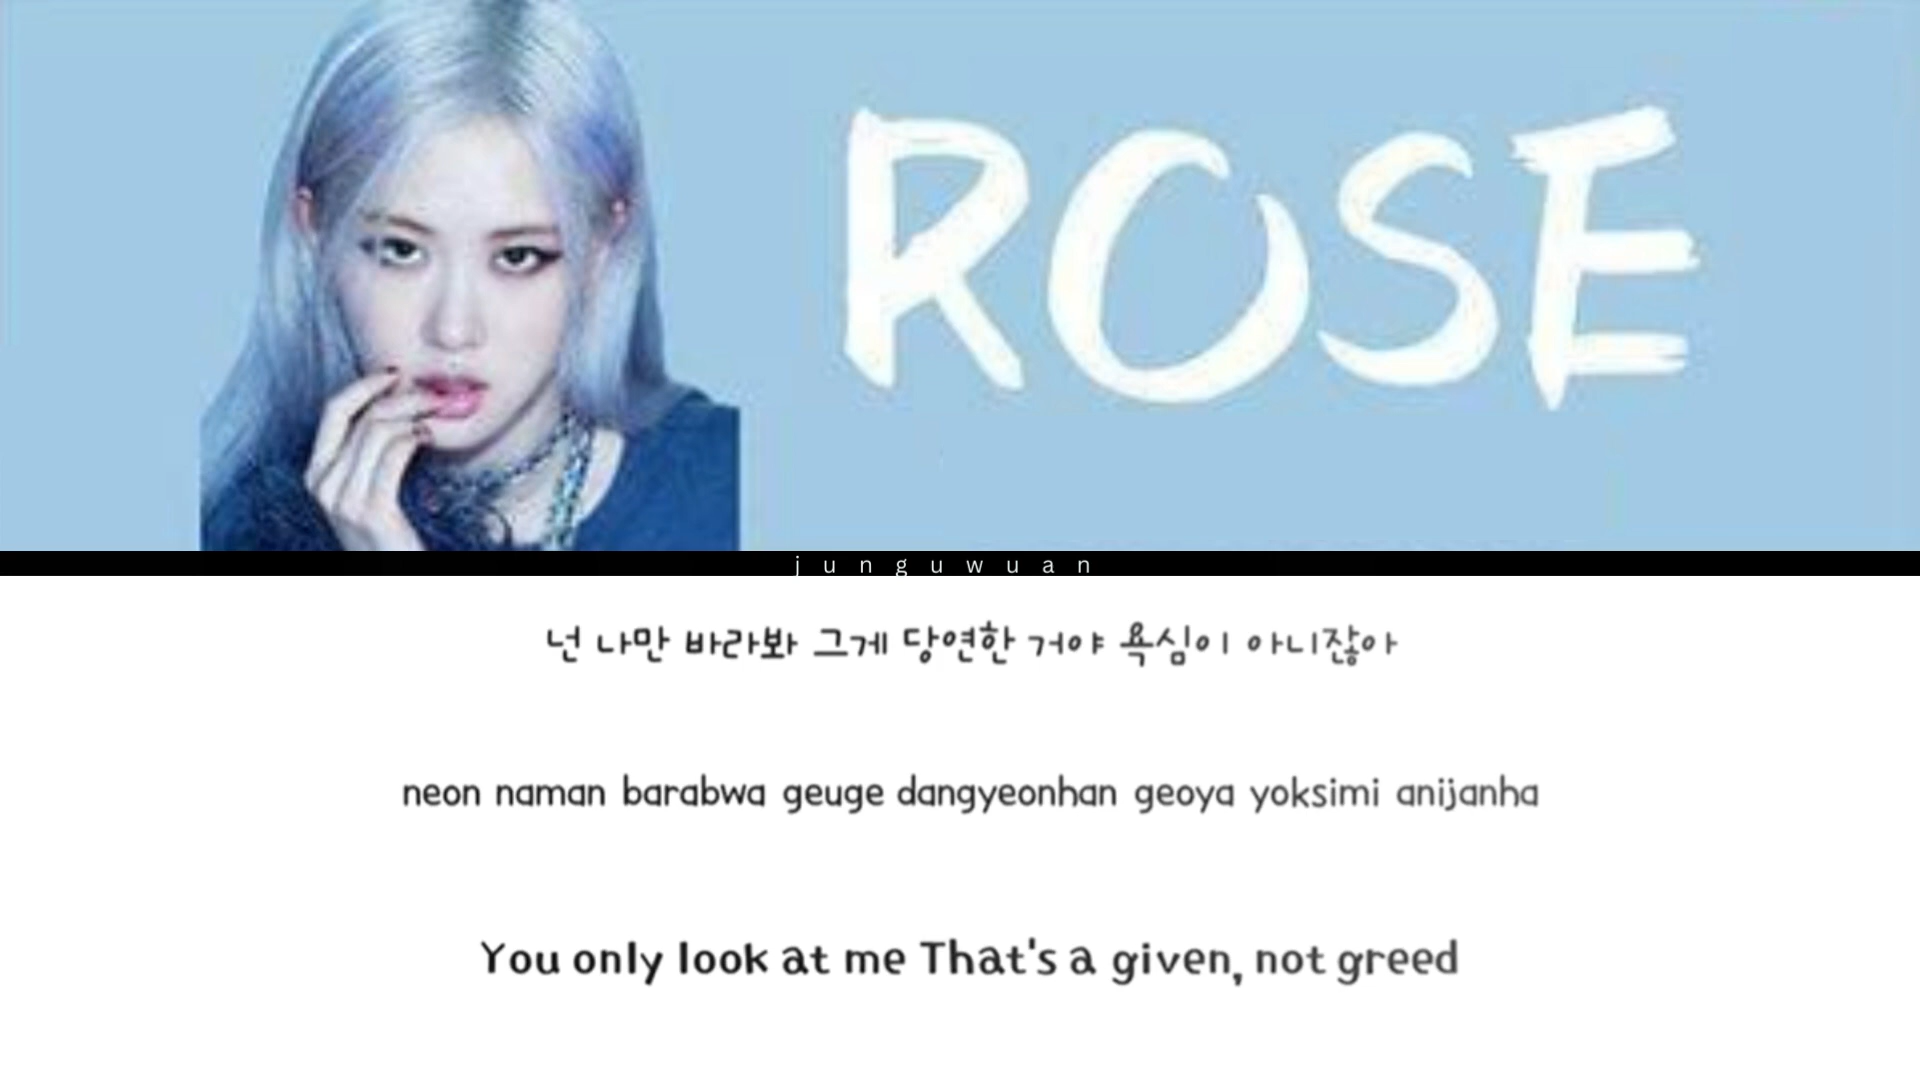 ROSE
junguwuan
넌 나만 바라봐 그게 당연한 거야 욕심이 아니잖아
neon naman barabwa geuge dangyeonhan geoya yoksimi anijanha
You only look at me That's a given, not greed